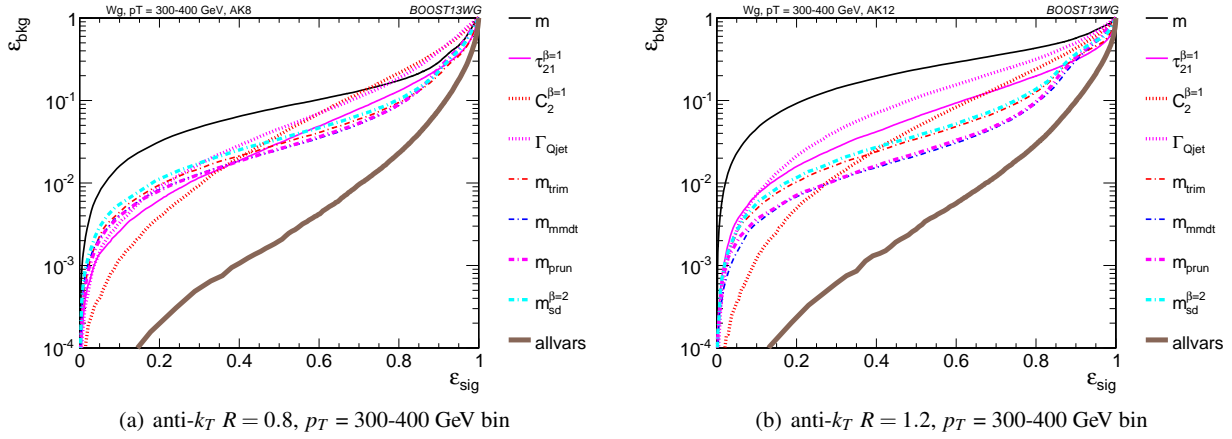 Wg, pT = 300-400 GeV, AK8
BOOST13WG
ε_bkg
1
10⁻¹
10⁻²
10⁻³
10⁻⁴
0
0.2
0.4
0.6
0.8
1
ε_sig
m
τ₂₁^β=1
C₂^β=1
Γ_Qjet
m_trim
m_mmdt
m_prun
m_sd^β=2
allvars
(a) anti-k_T R = 0.8, p_T = 300-400 GeV bin
Wg, pT = 300-400 GeV, AK12
BOOST13WG
ε_bkg
1
10⁻¹
10⁻²
10⁻³
10⁻⁴
0
0.2
0.4
0.6
0.8
1
ε_sig
m
τ₂₁^β=1
C₂^β=1
Γ_Qjet
m_trim
m_mmdt
m_prun
m_sd^β=2
allvars
(b) anti-k_T R = 1.2, p_T = 300-400 GeV bin